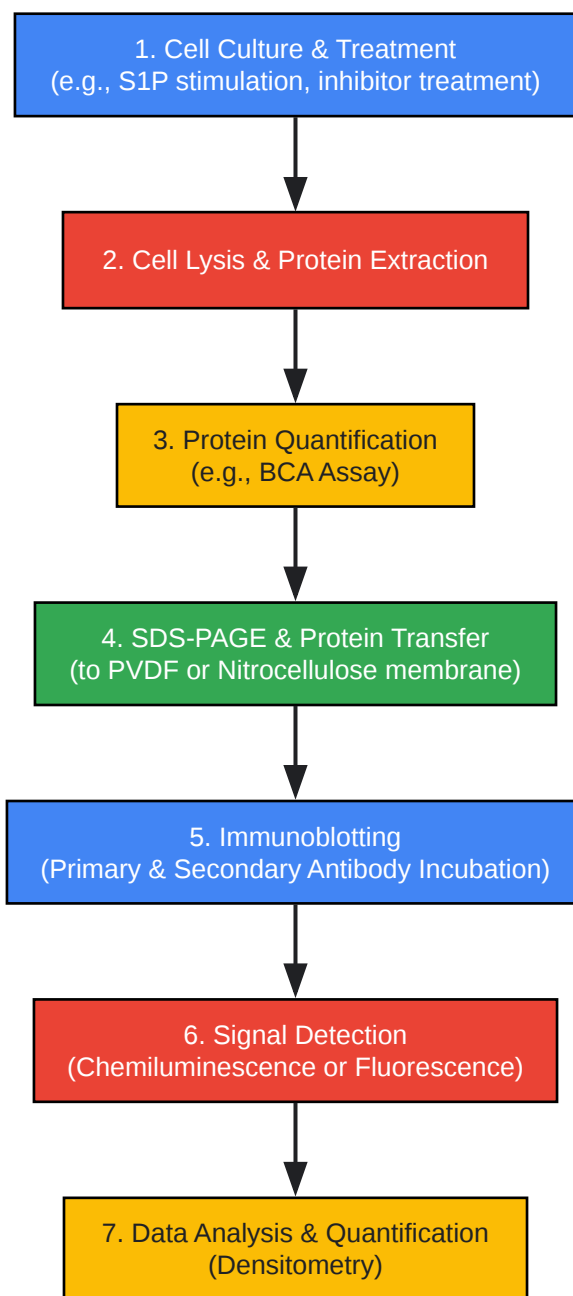 1. Cell Culture & Treatment
(e.g., S1P stimulation, inhibitor treatment)
2. Cell Lysis & Protein Extraction
3. Protein Quantification
(e.g., BCA Assay)
4. SDS-PAGE & Protein Transfer
(to PVDF or Nitrocellulose membrane)
5. Immunoblotting
(Primary & Secondary Antibody Incubation)
6. Signal Detection
(Chemiluminescence or Fluorescence)
7. Data Analysis & Quantification
(Densitometry)